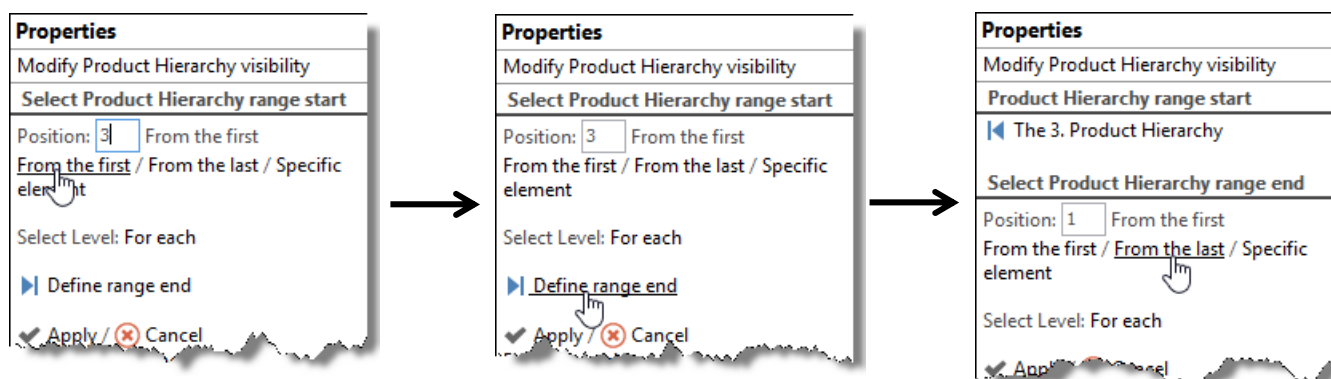 Properties
Modify Product Hierarchy visibility
Select Product Hierarchy range start
Position: 3 From the first
From the first / From the last / Specific
element
Select Level: For each
Define range end
Apply / Cancel
Properties
Modify Product Hierarchy visibility
Select Product Hierarchy range start
Position: 3 From the first
From the first / From the last / Specific
element
Select Level: For each
Define range end
Apply / Cancel
Properties
Modify Product Hierarchy visibility
Product Hierarchy range start
The 3. Product Hierarchy
Select Product Hierarchy range end
Position: 1 From the first
From the first / From the last / Specific
element
Select Level: For each